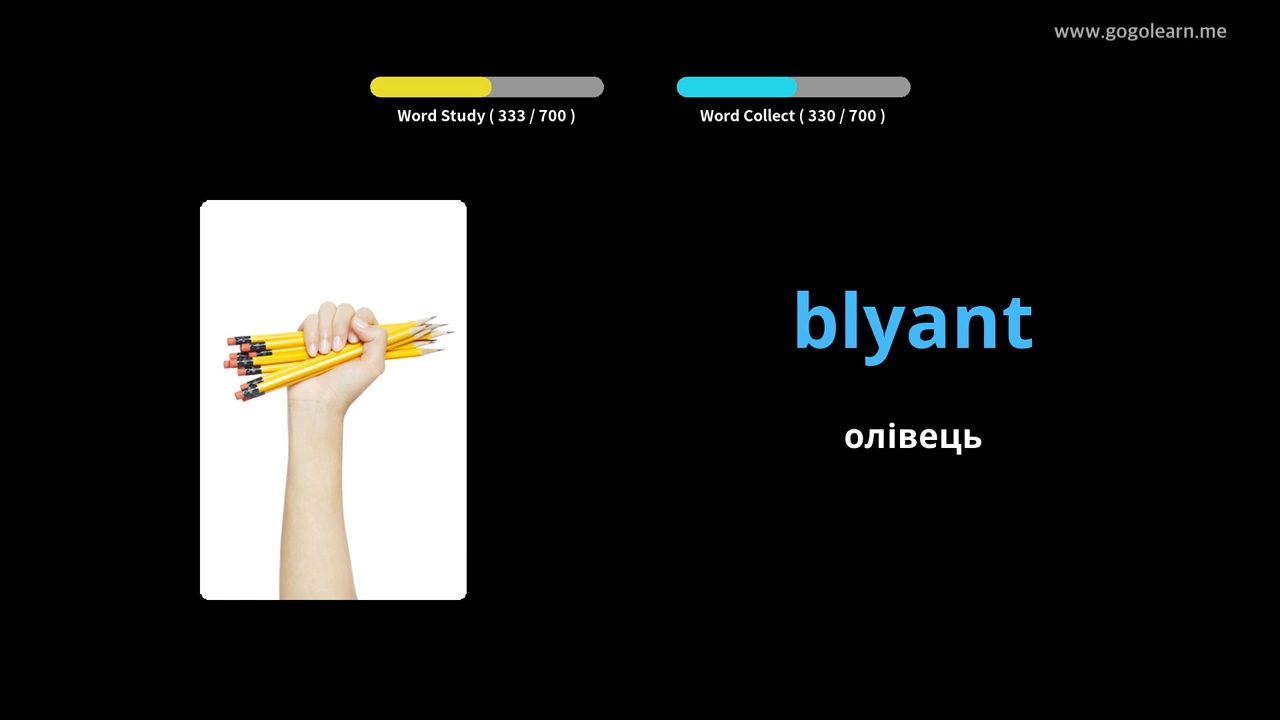 www.gogolearn.me
Word Study ( 333 / 700 )
Word Collect ( 330 / 700 )
blyant
олівець